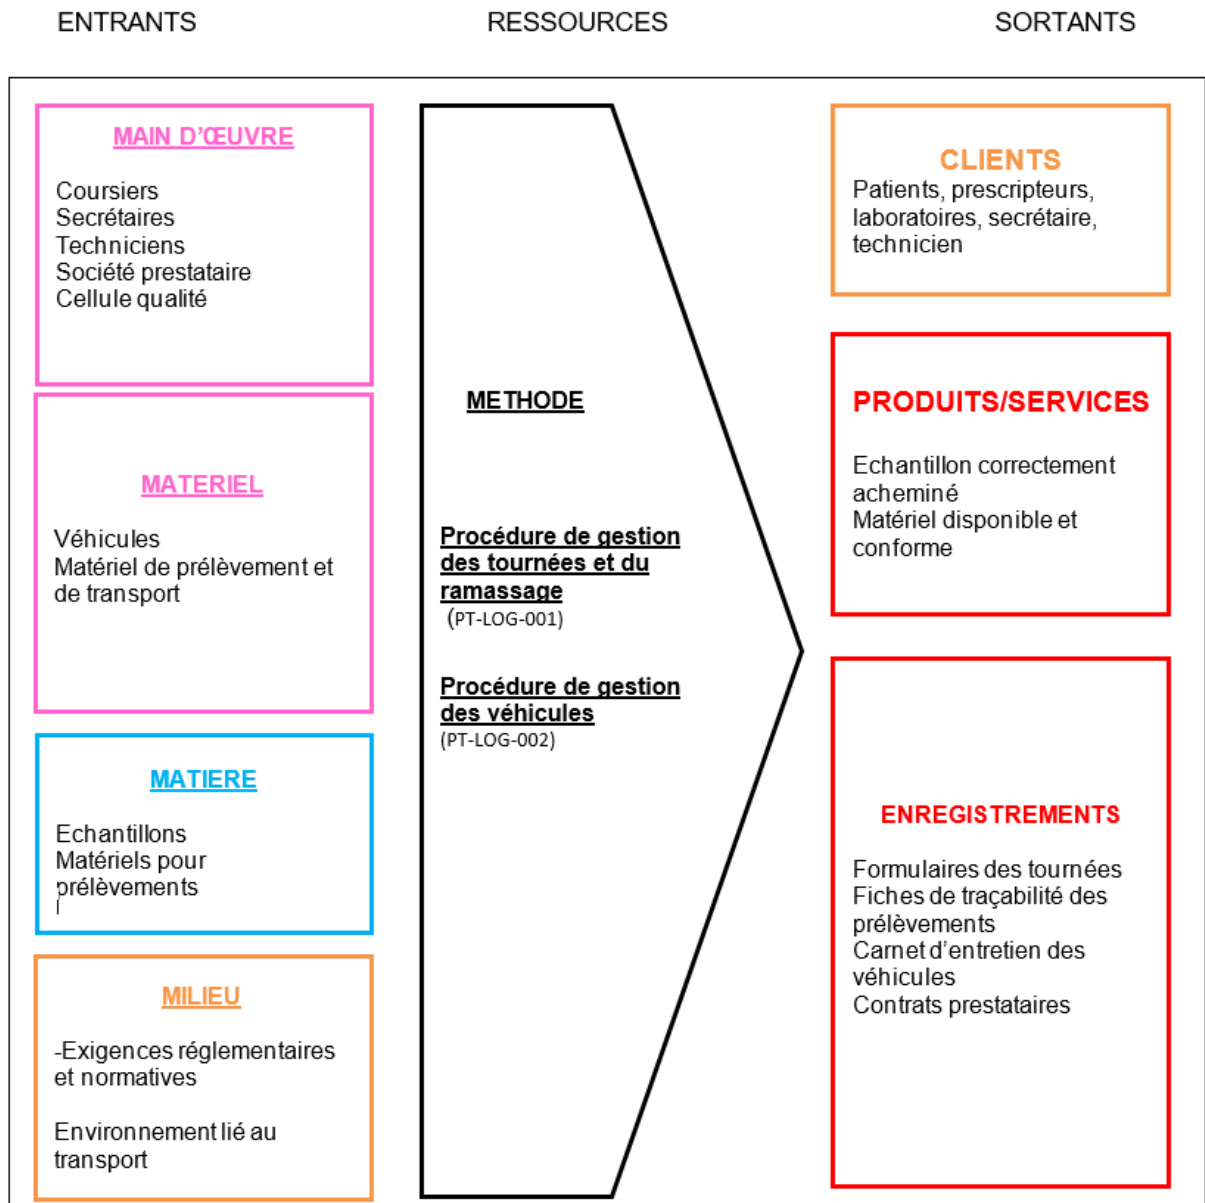 ENTRANTS
RESSOURCES
SORTANTS
MAIN D'ŒUVRE
Coursiers
Secrétaires
Techniciens
Société prestataire
Cellule qualité
MATERIEL
Véhicules
Matériel de prélèvement et
de transport
MATIERE
Echantillons
Matériels pour
prélèvements
MILIEU
-Exigences réglementaires
et normatives
Environnement lié au
transport
METHODE
Procédure de gestion
des tournées et du
ramassage
(PT-LOG-001)
Procédure de gestion
des véhicules
(PT-LOG-002)
CLIENTS
Patients, prescripteurs,
laboratoires, secrétaire,
technicien
PRODUITS/SERVICES
Echantillon correctement
acheminé
Matériel disponible et
conforme
ENREGISTREMENTS
Formulaires des tournées
Fiches de traçabilité des
prélèvements
Carnet d'entretien des
véhicules
Contrats prestataires